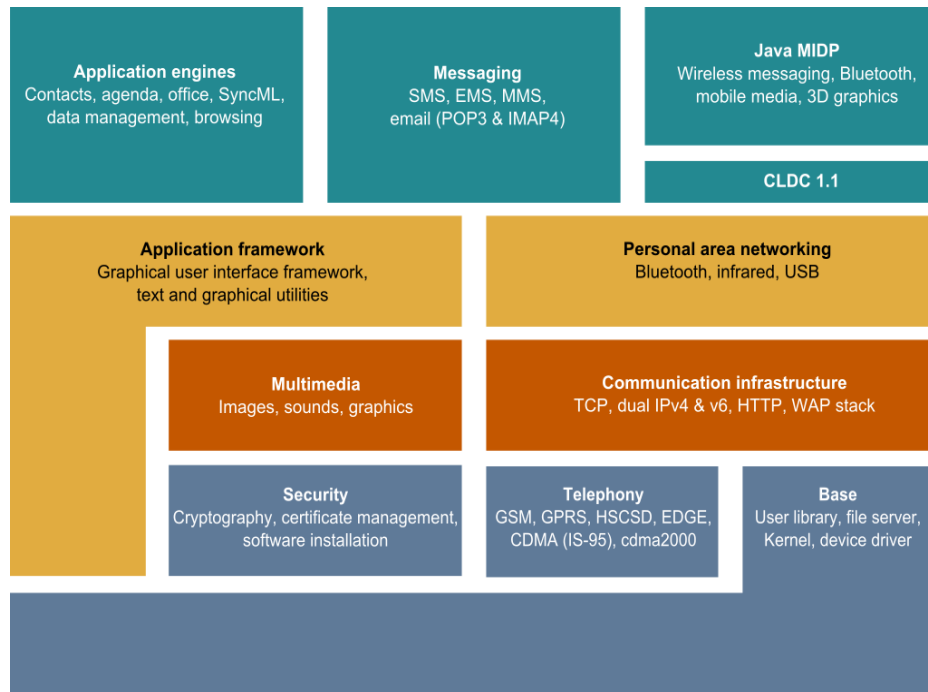 Application engines
Contacts, agenda, office, SyncML,
data management, browsing
Messaging
SMS, EMS, MMS,
email (POP3 & IMAP4)
Java MIDP
Wireless messaging, Bluetooth,
mobile media, 3D graphics
CLDC 1.1
Application framework
Graphical user interface framework,
text and graphical utilities
Personal area networking
Bluetooth, infrared, USB
Multimedia
Images, sounds, graphics
Communication infrastructure
TCP, dual IPv4 & v6, HTTP, WAP stack
Security
Cryptography, certificate management,
software installation
Telephony
GSM, GPRS, HSCSD, EDGE,
CDMA (IS-95), cdma2000
Base
User library, file server,
Kernel, device driver